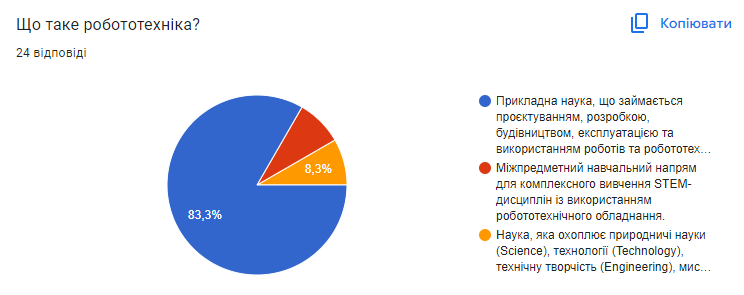 Що таке робототехніка?
Копіювати
24 відповіді
Прикладна наука, що займається
проєктуванням, розробкою,
будівництвом, експлуатацією та
використанням роботів та робототех...
Міжпредметний навчальний напрям
для комплексного вивчення STEM-
дисциплін із використанням
робототехнічного обладнання.
Наука, яка охоплює природничі науки
(Science), технології (Technology),
технічну творчість (Engineering), мис...
8,3%
83,3%